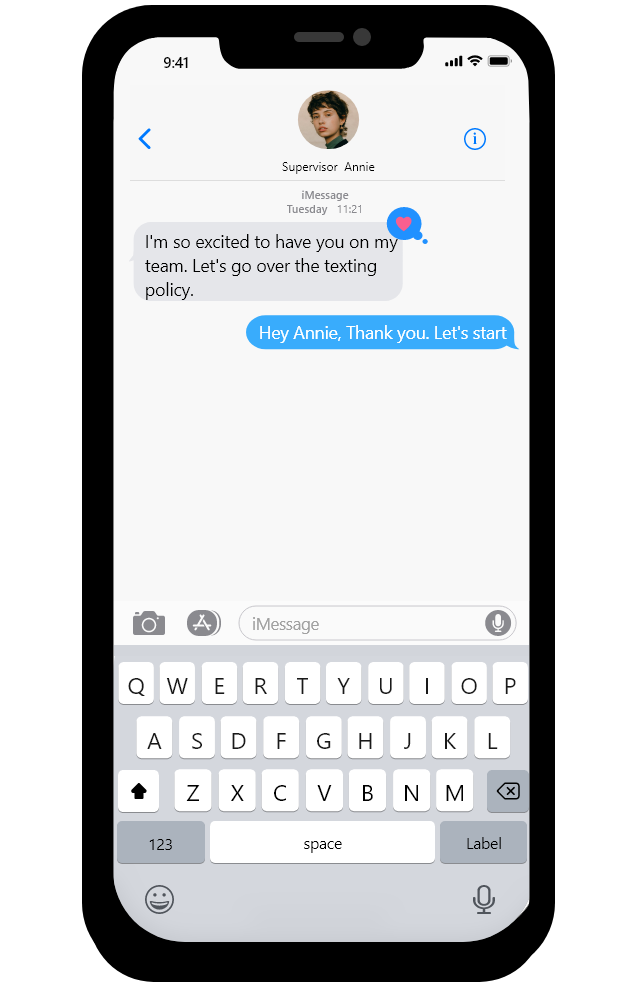 9:41
Supervisor Annie
iMessage
Tuesday 11:21
I'm so excited to have you on my
team. Let's go over the texting
policy.
Hey Annie, Thank you. Let's start
iMessage
Q W E R T Y U I O P
A S D F G H J K L
Z X C V B N M
123 space Label